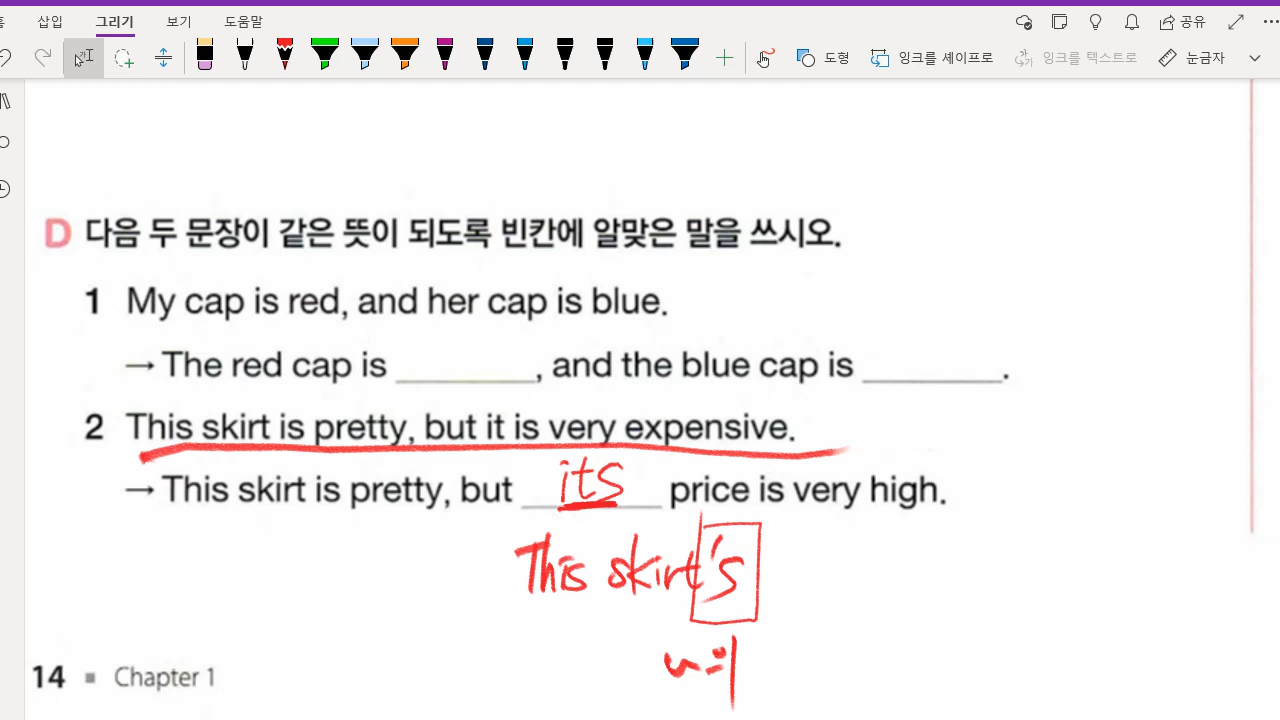 삽입 그리기 보기 도움말
공유
도형 잉크를 셰이프로 잉크를 텍스트로 눈금자
D 다음 두 문장이 같은 뜻이 되도록 빈칸에 알맞은 말을 쓰시오.
1 My cap is red, and her cap is blue.
→ The red cap is ________, and the blue cap is ________.
2 This skirt is pretty, but it is very expensive.
→ This skirt is pretty, but its price is very high.
This skirt's
~의
14 ■ Chapter 1